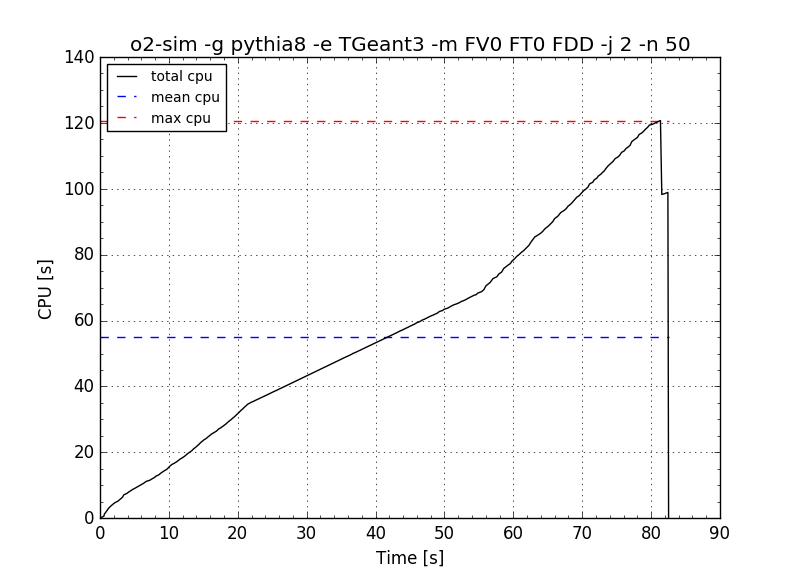 o2-sim -g pythia8 -e TGeant3 -m FV0 FT0 FDD -j 2 -n 50
140
120
100
80
60
40
20
0
CPU [s]
total cpu
mean cpu
max cpu
0 10 20 30 40 50 60 70 80 90
Time [s]